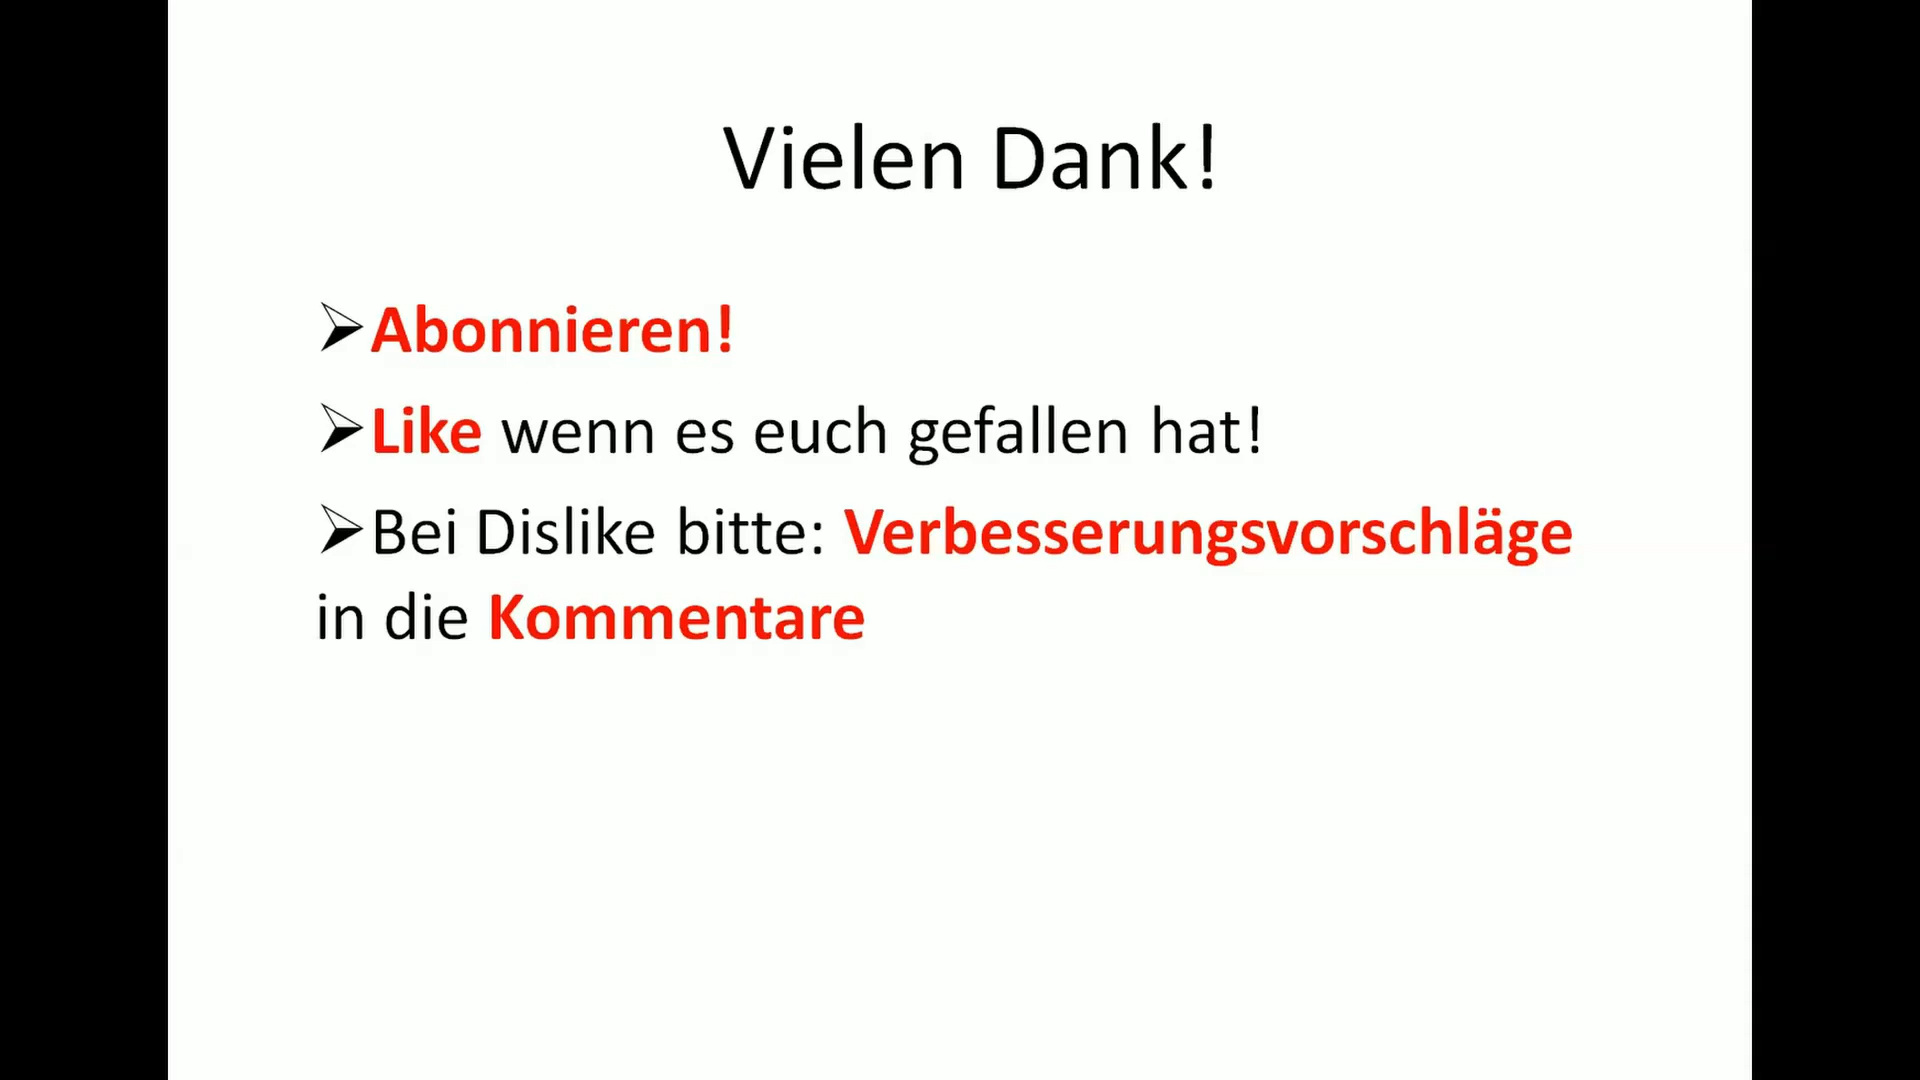 Vielen Dank!
➢Abonnieren!
➢Like wenn es euch gefallen hat!
➢Bei Dislike bitte: Verbesserungsvorschläge
in die Kommentare